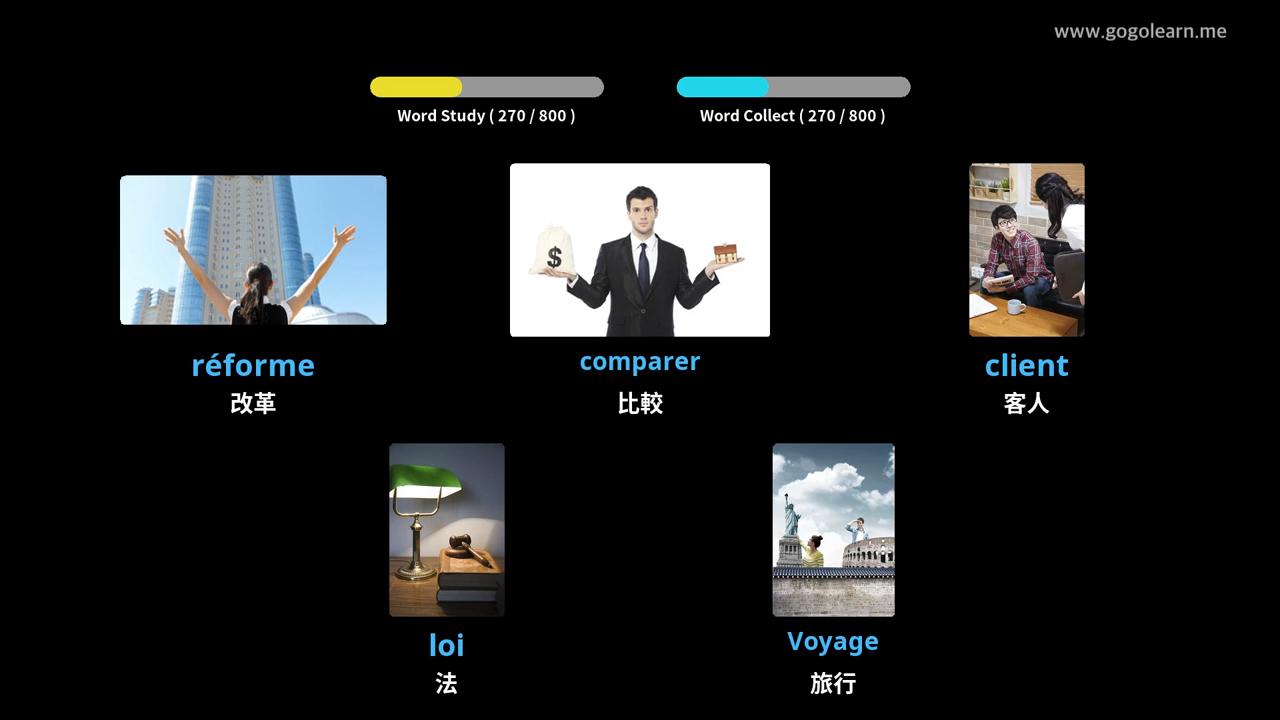 www.gogolearn.me
Word Study ( 270 / 800 )
Word Collect ( 270 / 800 )
réforme
改革
comparer
比較
client
客人
loi
法
Voyage
旅行